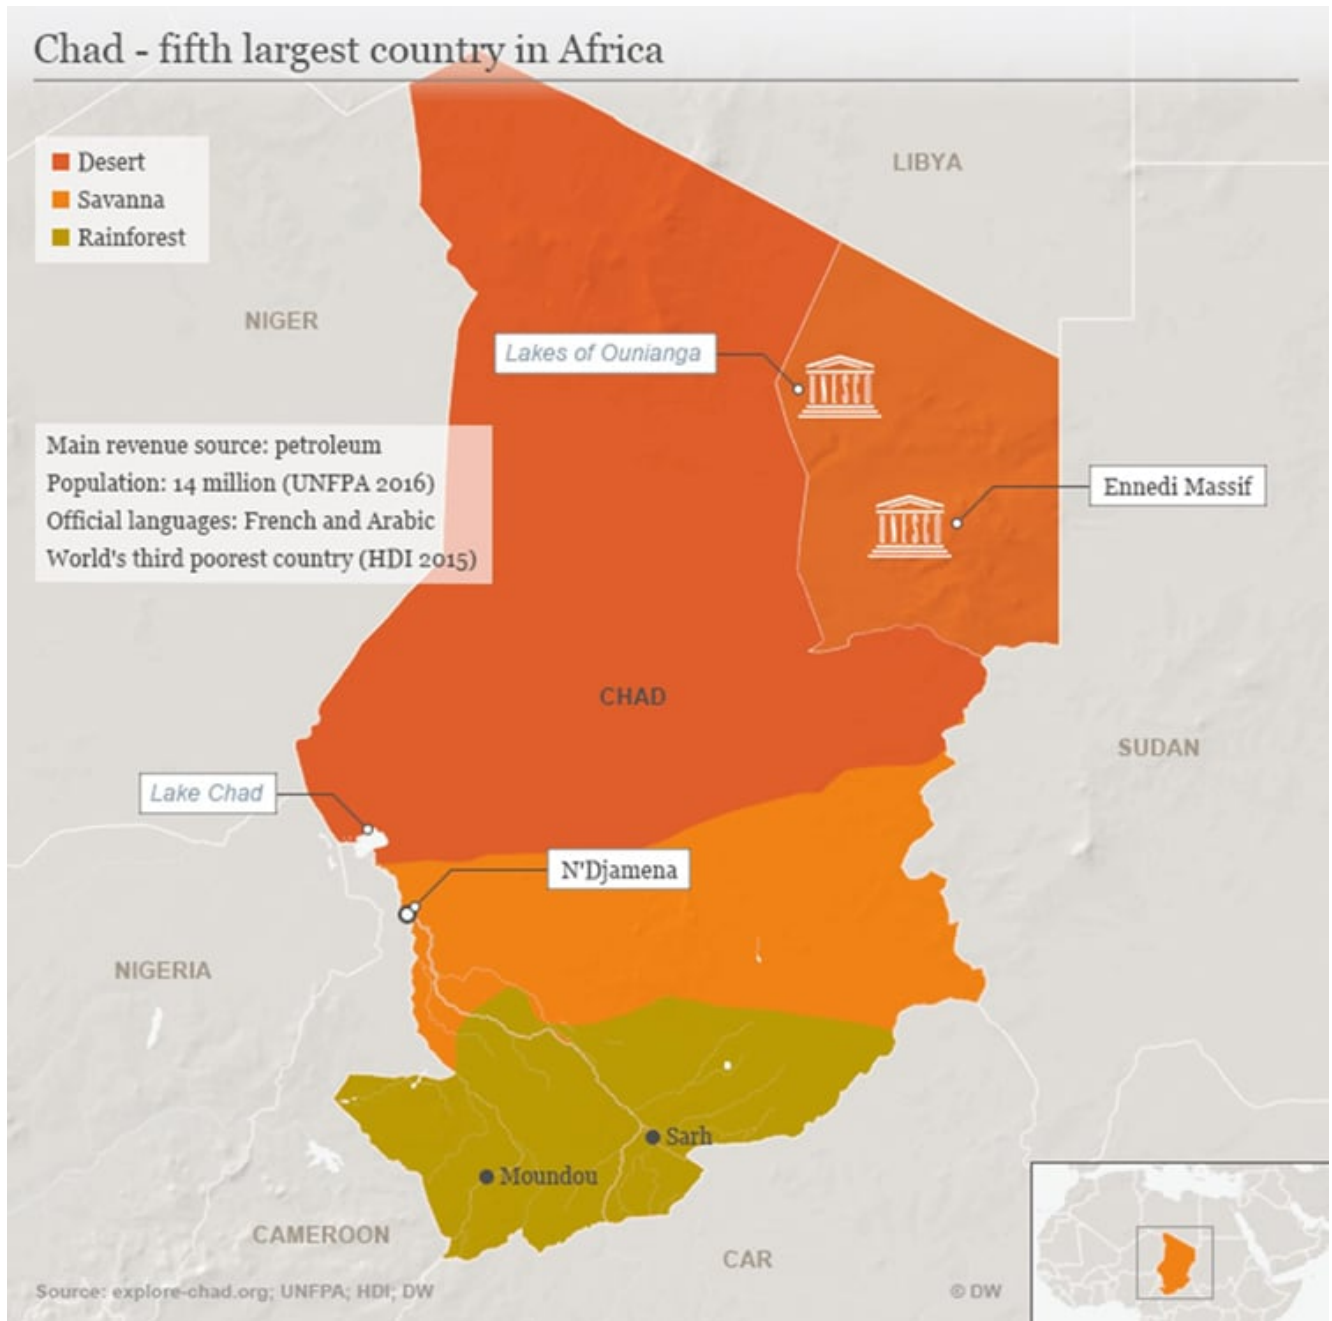 Chad - fifth largest country in Africa
Desert
Savanna
Rainforest
LIBYA
NIGER
Lakes of Ounianga
UNESCO
Main revenue source: petroleum
Population: 14 million (UNFPA 2016)
Official languages: French and Arabic
World's third poorest country (HDI 2015)
Ennedi Massif
UNESCO
CHAD
SUDAN
Lake Chad
N'Djamena
NIGERIA
Sarh
Moundou
CAMEROON
CAR
Source: explore-chad.org; UNFPA; HDI; DW
© DW